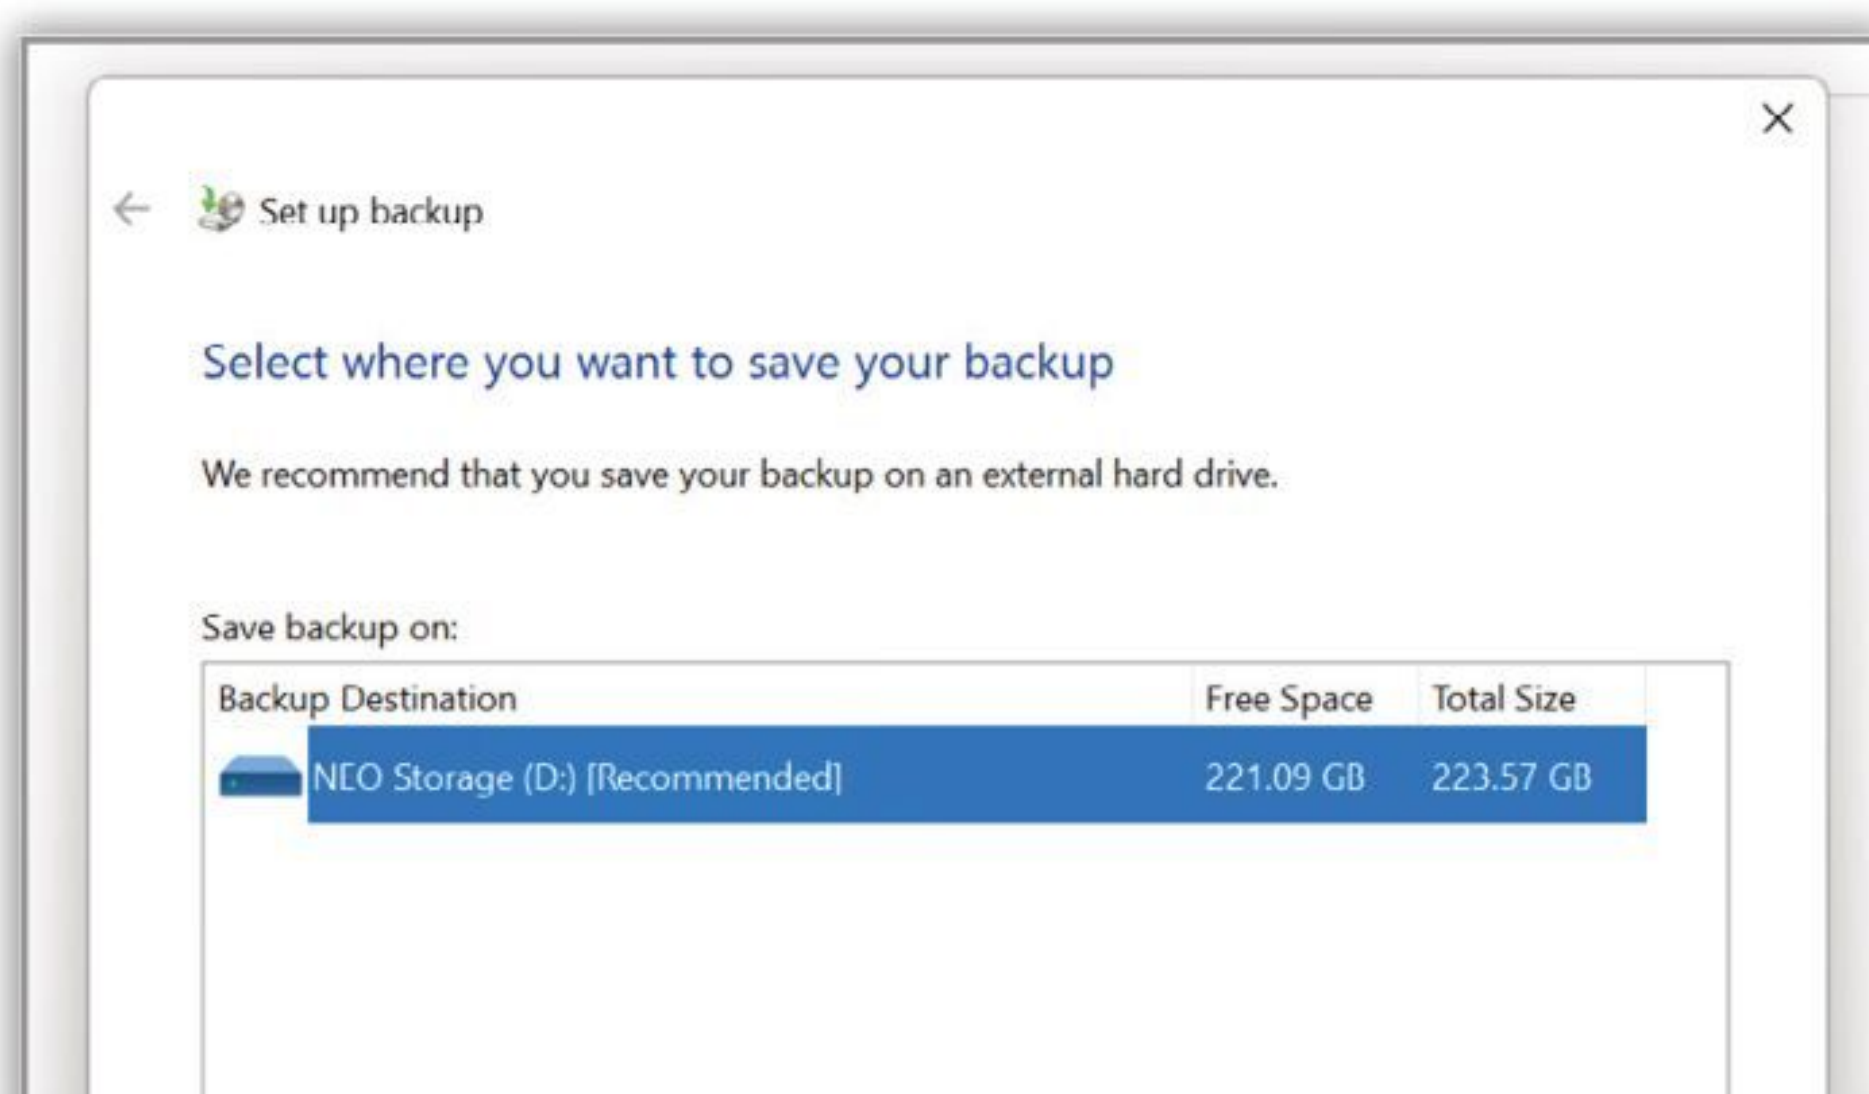 Set up backup
Select where you want to save your backup
We recommend that you save your backup on an external hard drive.
Save backup on:
Backup Destination Free Space Total Size
NEO Storage (D:) [Recommended] 221.09 GB 223.57 GB